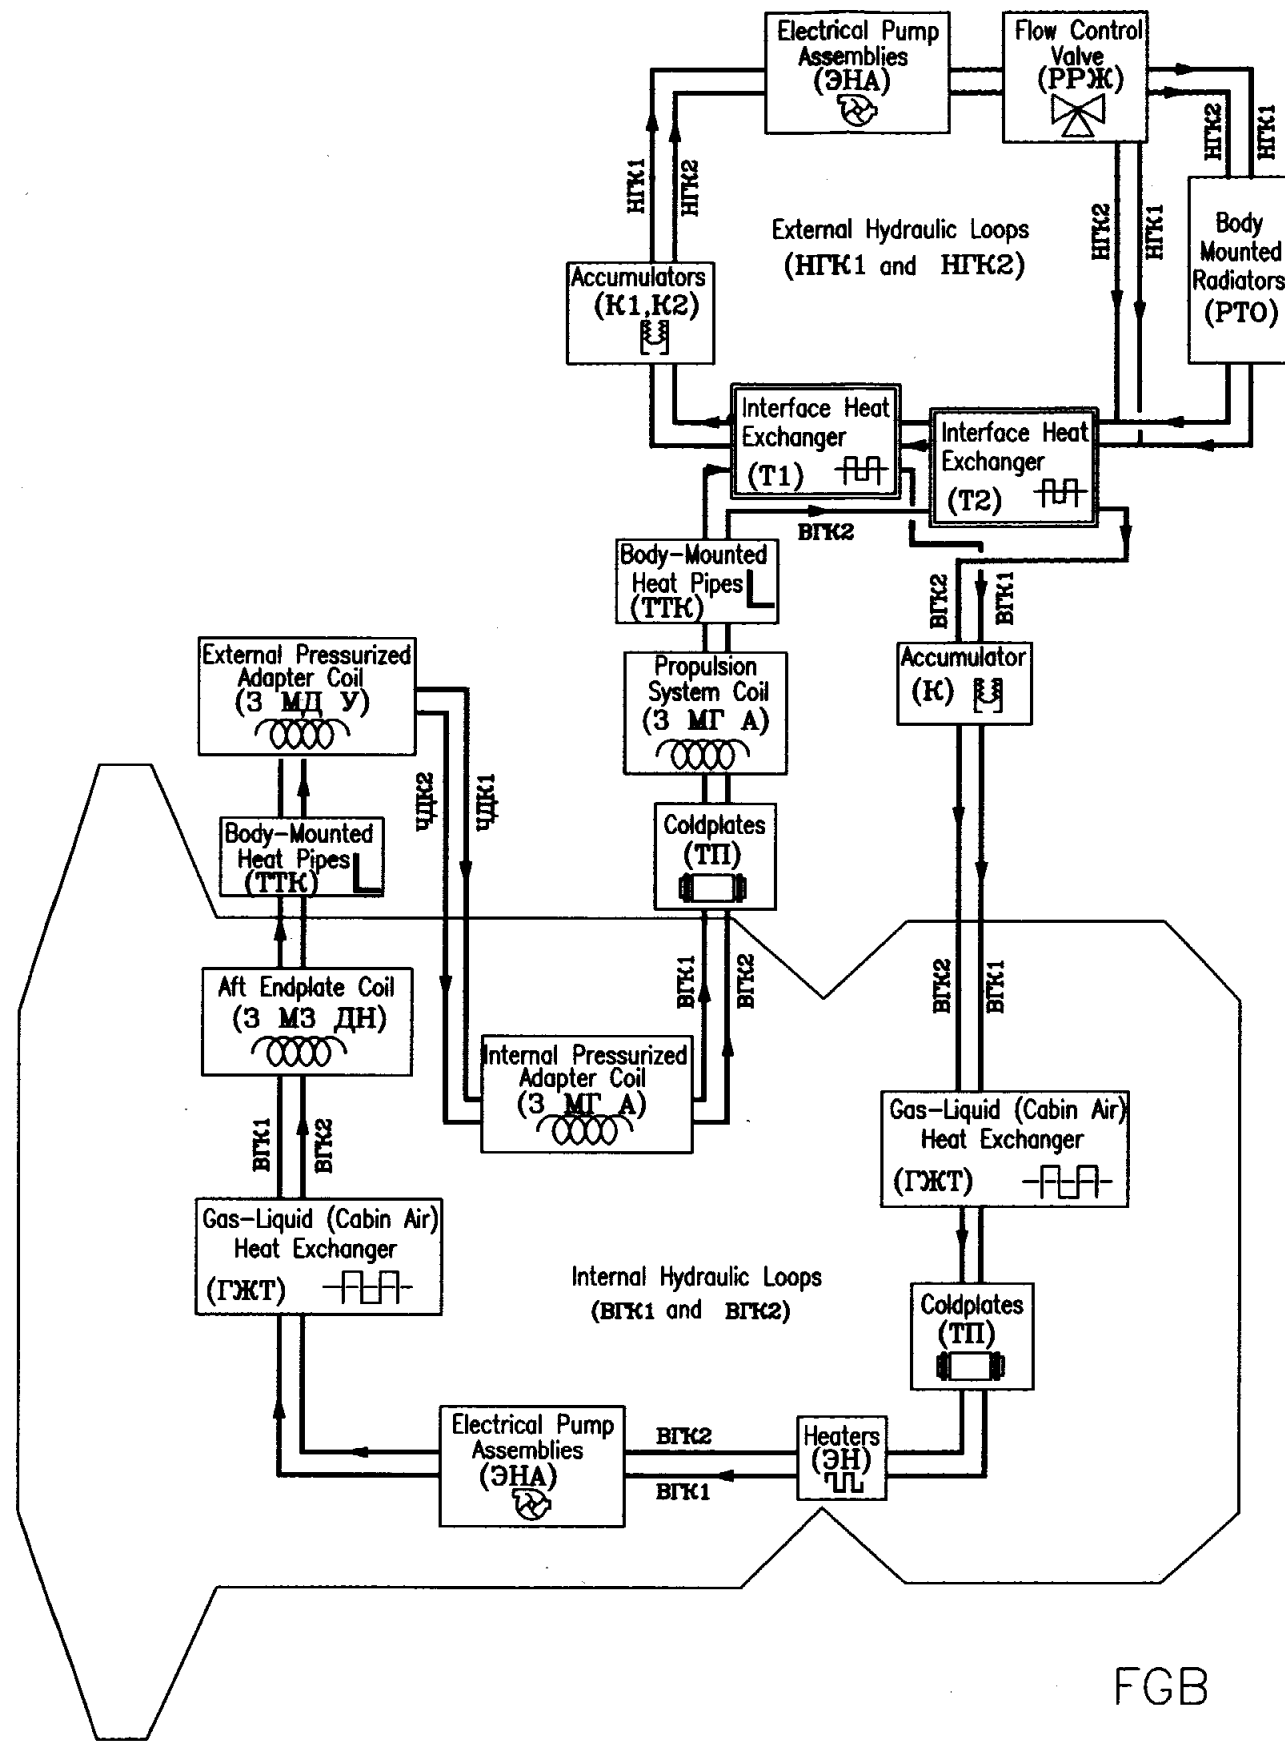 Electrical Pump
Assemblies
(ЭНА)
Flow Control
Valve
(РРЖ)
НГК1
НГК2
НГК2
НГК1
НГК2
НГК1
External Hydraulic Loops
(НГК1 and НГК2)
Body
Mounted
Radiators
(РТО)
Accumulators
(К1,К2)
Interface Heat
Exchanger
(Т1)
Interface Heat
Exchanger
(Т2)
ВГК2
Body-Mounted
Heat Pipes
(ТТК)
ВГК2
ВГК1
External Pressurized
Adapter Coil
(3 МД У)
Propulsion
System Coil
(3 МГ А)
Accumulator
(К)
ЧДК2
ЧДК1
Body-Mounted
Heat Pipes
(ТТК)
Coldplates
(ТП)
ВГК1
ВГК2
ВГК2
ВГК1
Aft Endplate Coil
(3 МЗ ДН)
Internal Pressurized
Adapter Coil
(3 МГ А)
ВГК1
ВГК2
Gas-Liquid (Cabin Air)
Heat Exchanger
(ГЖТ)
Gas-Liquid (Cabin Air)
Heat Exchanger
(ГЖТ)
Internal Hydraulic Loops
(ВГК1 and ВГК2)
Coldplates
(ТП)
Electrical Pump
Assemblies
(ЭНА)
ВГК2
ВГК1
Heaters
(ЭН)
FGB